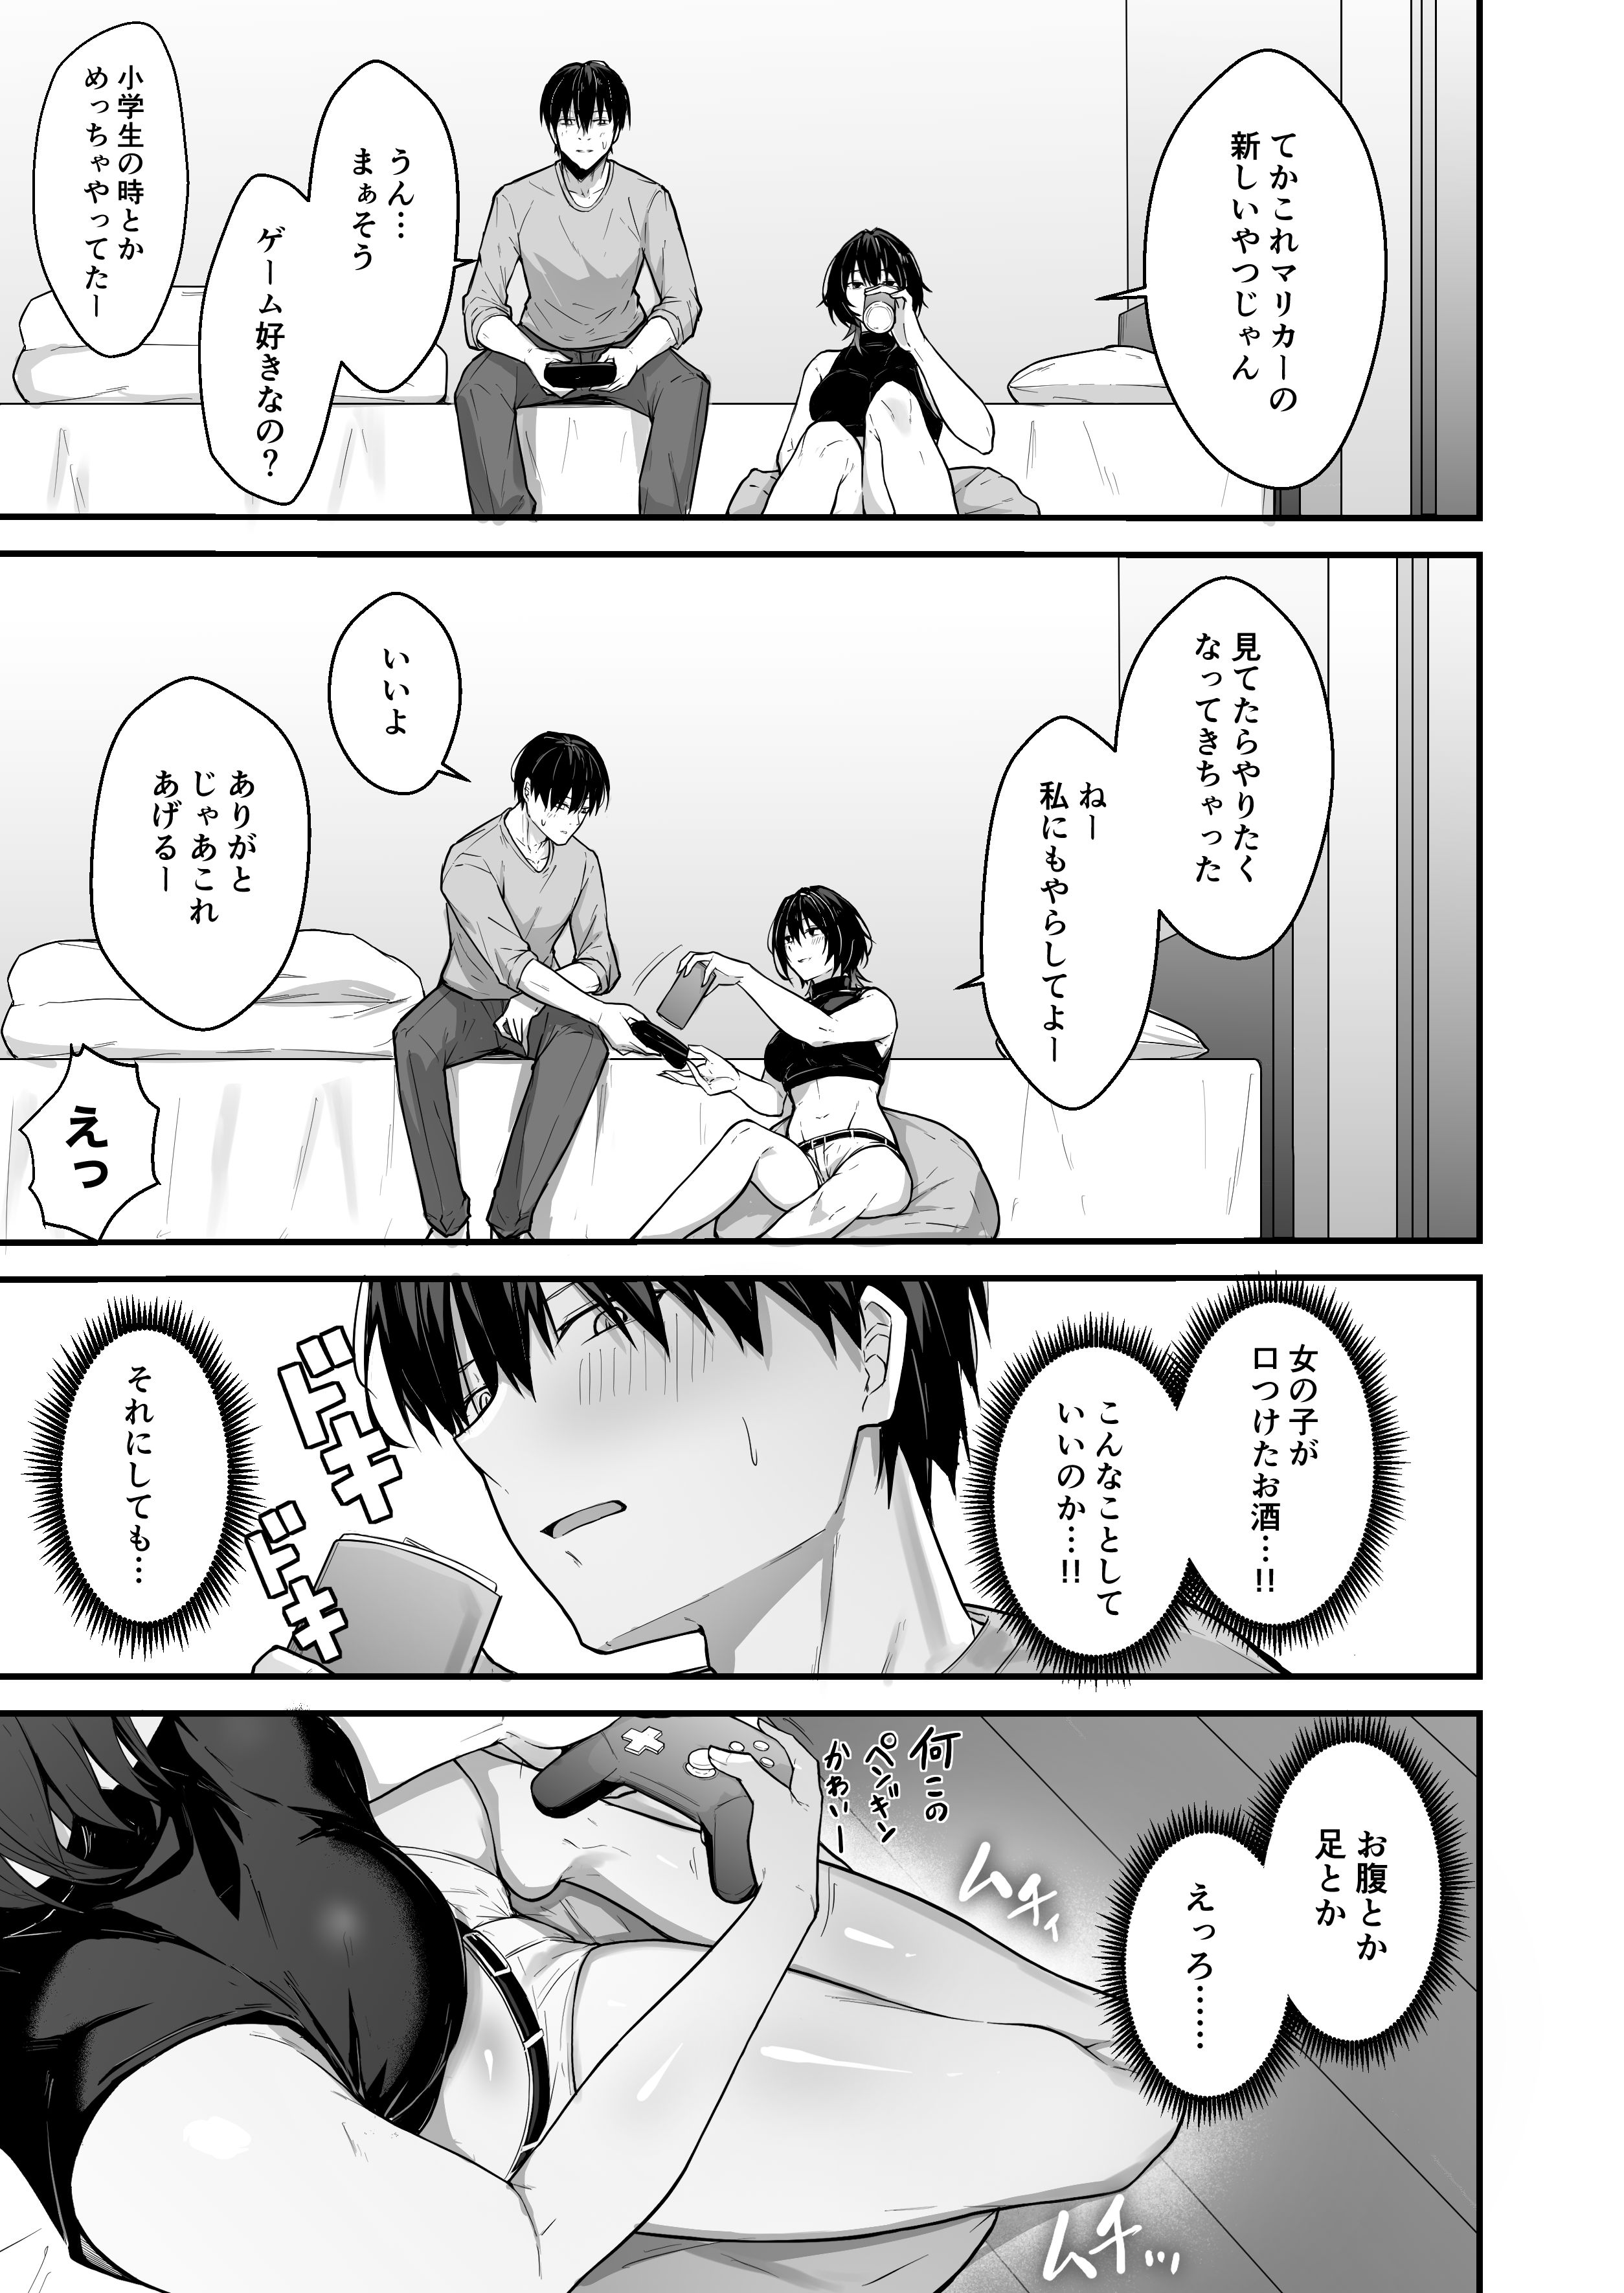 てかこれマリカーの
新しいやつじゃん
うん…
まぁそう
ゲーム好きなの？
小学生の時とか
めっちゃやってたー
見てたらやりたく
なってきちゃった
ねー
私にもやらしてよー
いいよ
ありがと
じゃあこれ
あげるー
えっ
女の子が
口つけたお酒…!!
こんなことして
いいのか…!!
ドキ
ドキ
それにしても…
お腹とか
足とか
えっろ……
何この
ペンギン
かわいー
ムチィ
ムチ…